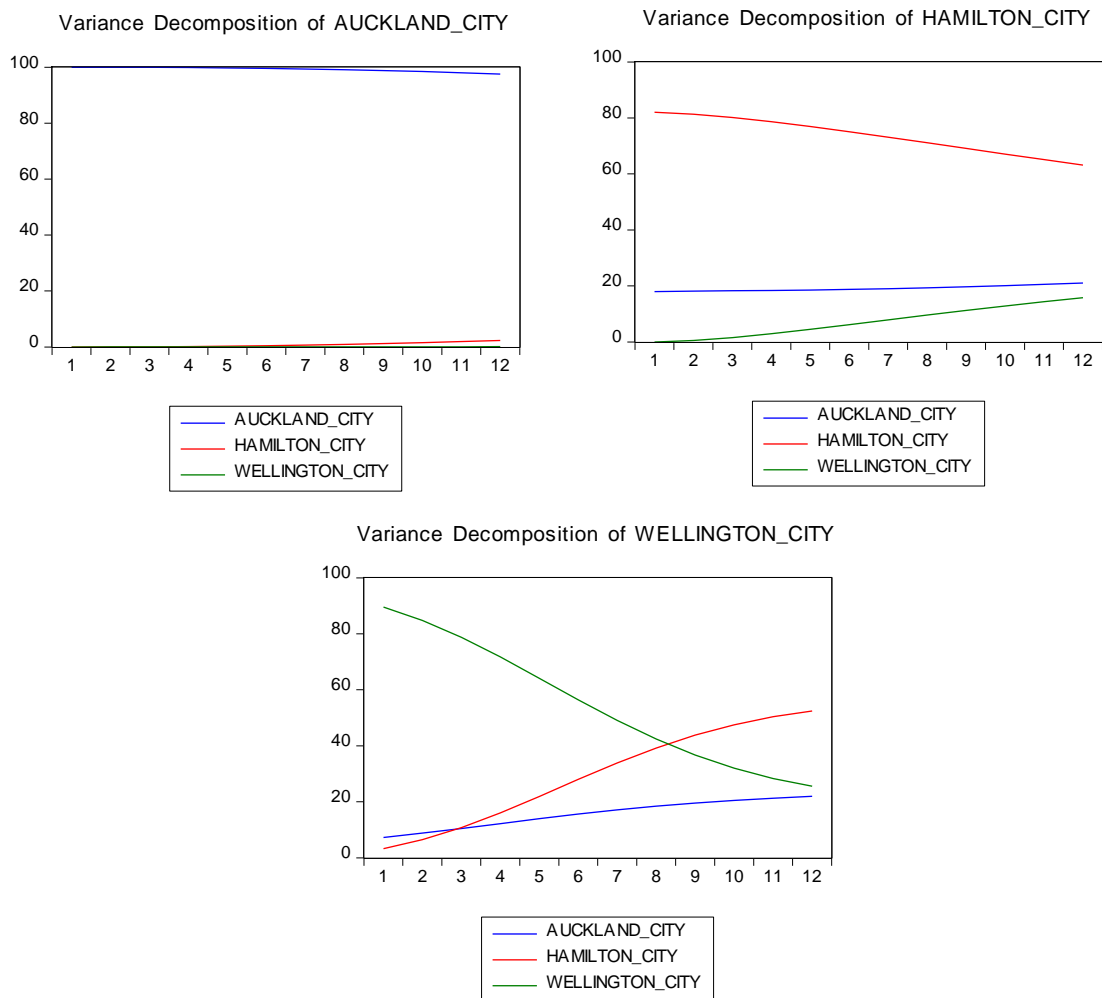 Variance Decomposition of AUCKLAND_CITY
100
80
60
40
20
0
1 2 3 4 5 6 7 8 9 10 11 12
AUCKLAND_CITY
HAMILTON_CITY
WELLINGTON_CITY
Variance Decomposition of HAMILTON_CITY
100
80
60
40
20
0
1 2 3 4 5 6 7 8 9 10 11 12
AUCKLAND_CITY
HAMILTON_CITY
WELLINGTON_CITY
Variance Decomposition of WELLINGTON_CITY
100
80
60
40
20
0
1 2 3 4 5 6 7 8 9 10 11 12
AUCKLAND_CITY
HAMILTON_CITY
WELLINGTON_CITY